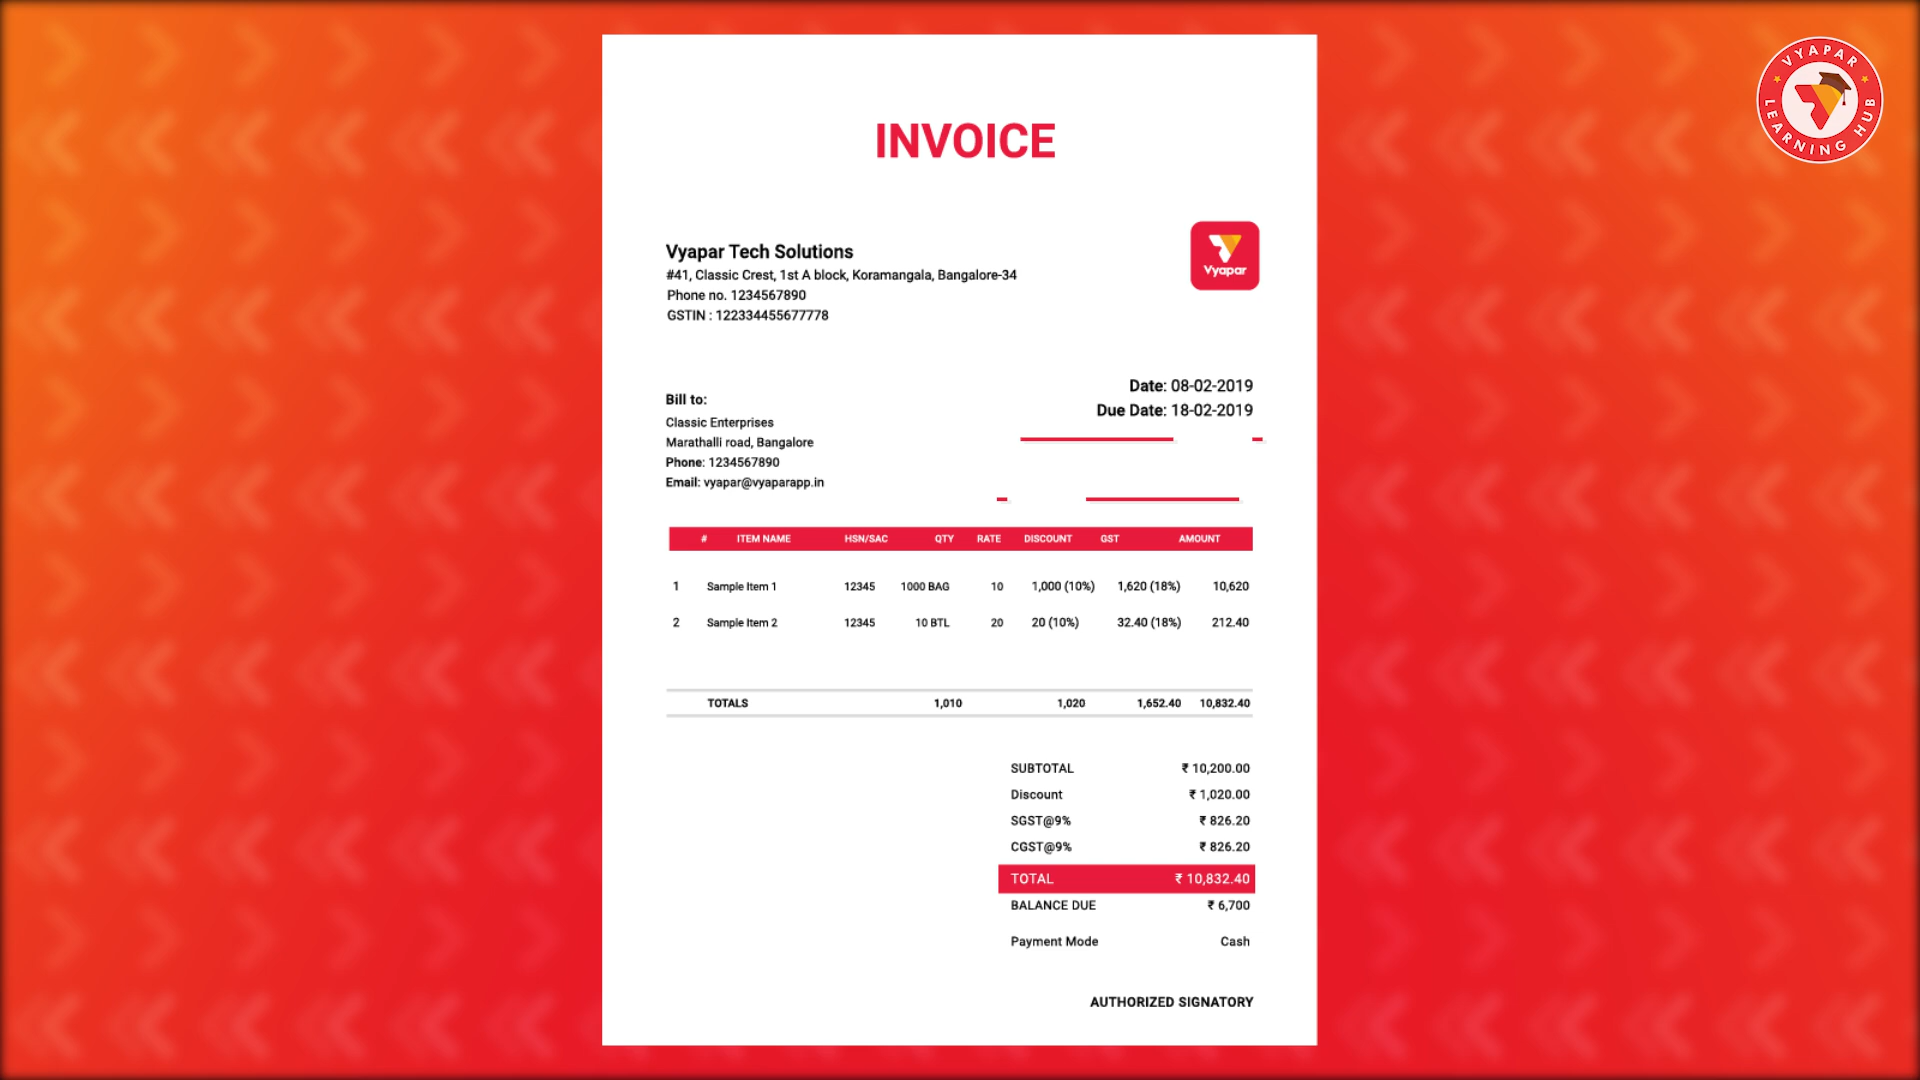 VYAPAR
LEARNING HUB
INVOICE
Vyapar
Vyapar Tech Solutions
#41, Classic Crest, 1st A block, Koramangala, Bangalore-34
Phone no. 1234567890
GSTIN : 122334455677778
Date: 08-02-2019
Due Date: 18-02-2019
Bill to:
Classic Enterprises
Marathalli road, Bangalore
Phone: 1234567890
Email: vyapar@vyaparapp.in
# ITEM NAME HSN/SAC QTY RATE DISCOUNT GST AMOUNT
1 Sample Item 1 12345 1000 BAG 10 1,000 (10%) 1,620 (18%) 10,620
2 Sample Item 2 12345 10 BTL 20 20 (10%) 32.40 (18%) 212.40
TOTALS 1,010 1,020 1,652.40 10,832.40
SUBTOTAL ₹ 10,200.00
Discount ₹ 1,020.00
SGST@9% ₹ 826.20
CGST@9% ₹ 826.20
TOTAL ₹ 10,832.40
BALANCE DUE ₹ 6,700
Payment Mode Cash
AUTHORIZED SIGNATORY